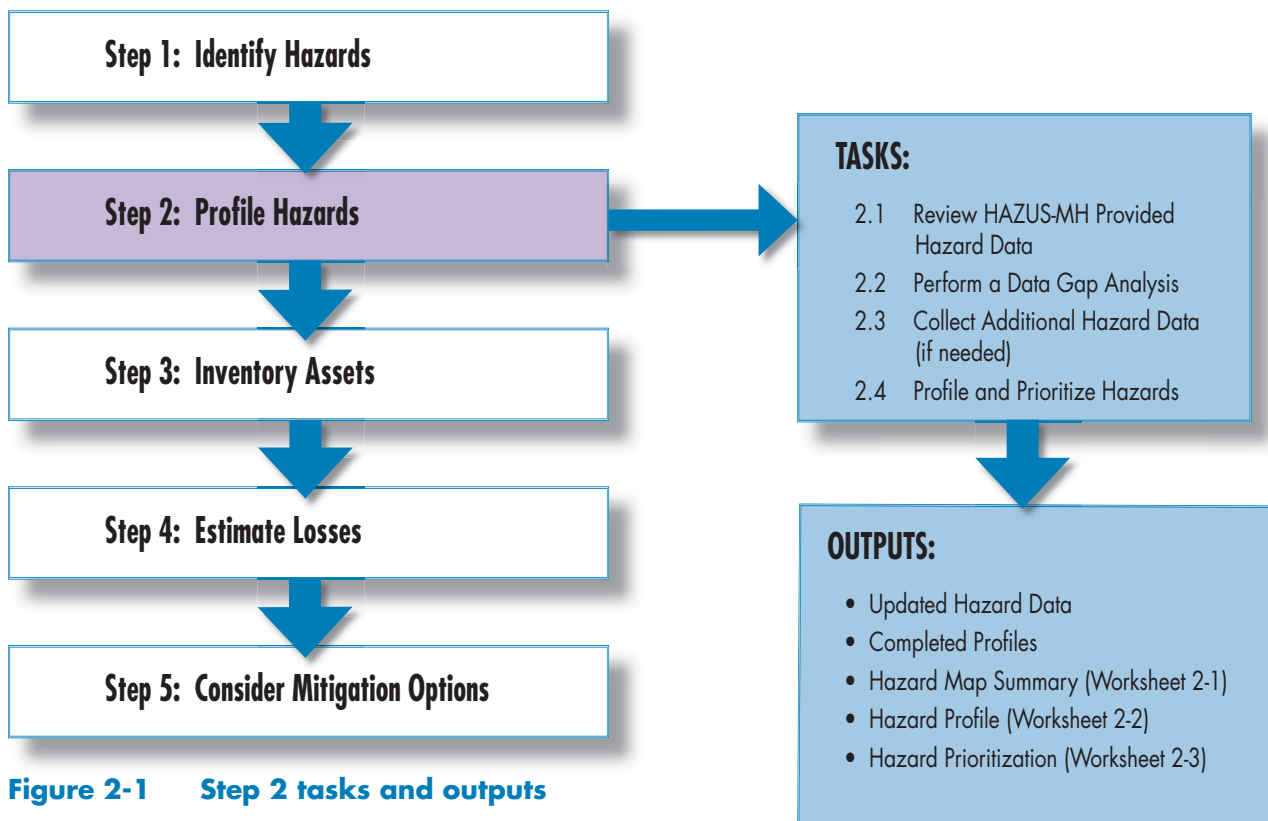 Step 1: Identify Hazards
Step 2: Profile Hazards
Step 3: Inventory Assets
Step 4: Estimate Losses
Step 5: Consider Mitigation Options
TASKS:
2.1 Review HAZUS-MH Provided
Hazard Data
2.2 Perform a Data Gap Analysis
2.3 Collect Additional Hazard Data
(if needed)
2.4 Profile and Prioritize Hazards
OUTPUTS:
• Updated Hazard Data
• Completed Profiles
• Hazard Map Summary (Worksheet 2-1)
• Hazard Profile (Worksheet 2-2)
• Hazard Prioritization (Worksheet 2-3)
Figure 2-1 Step 2 tasks and outputs